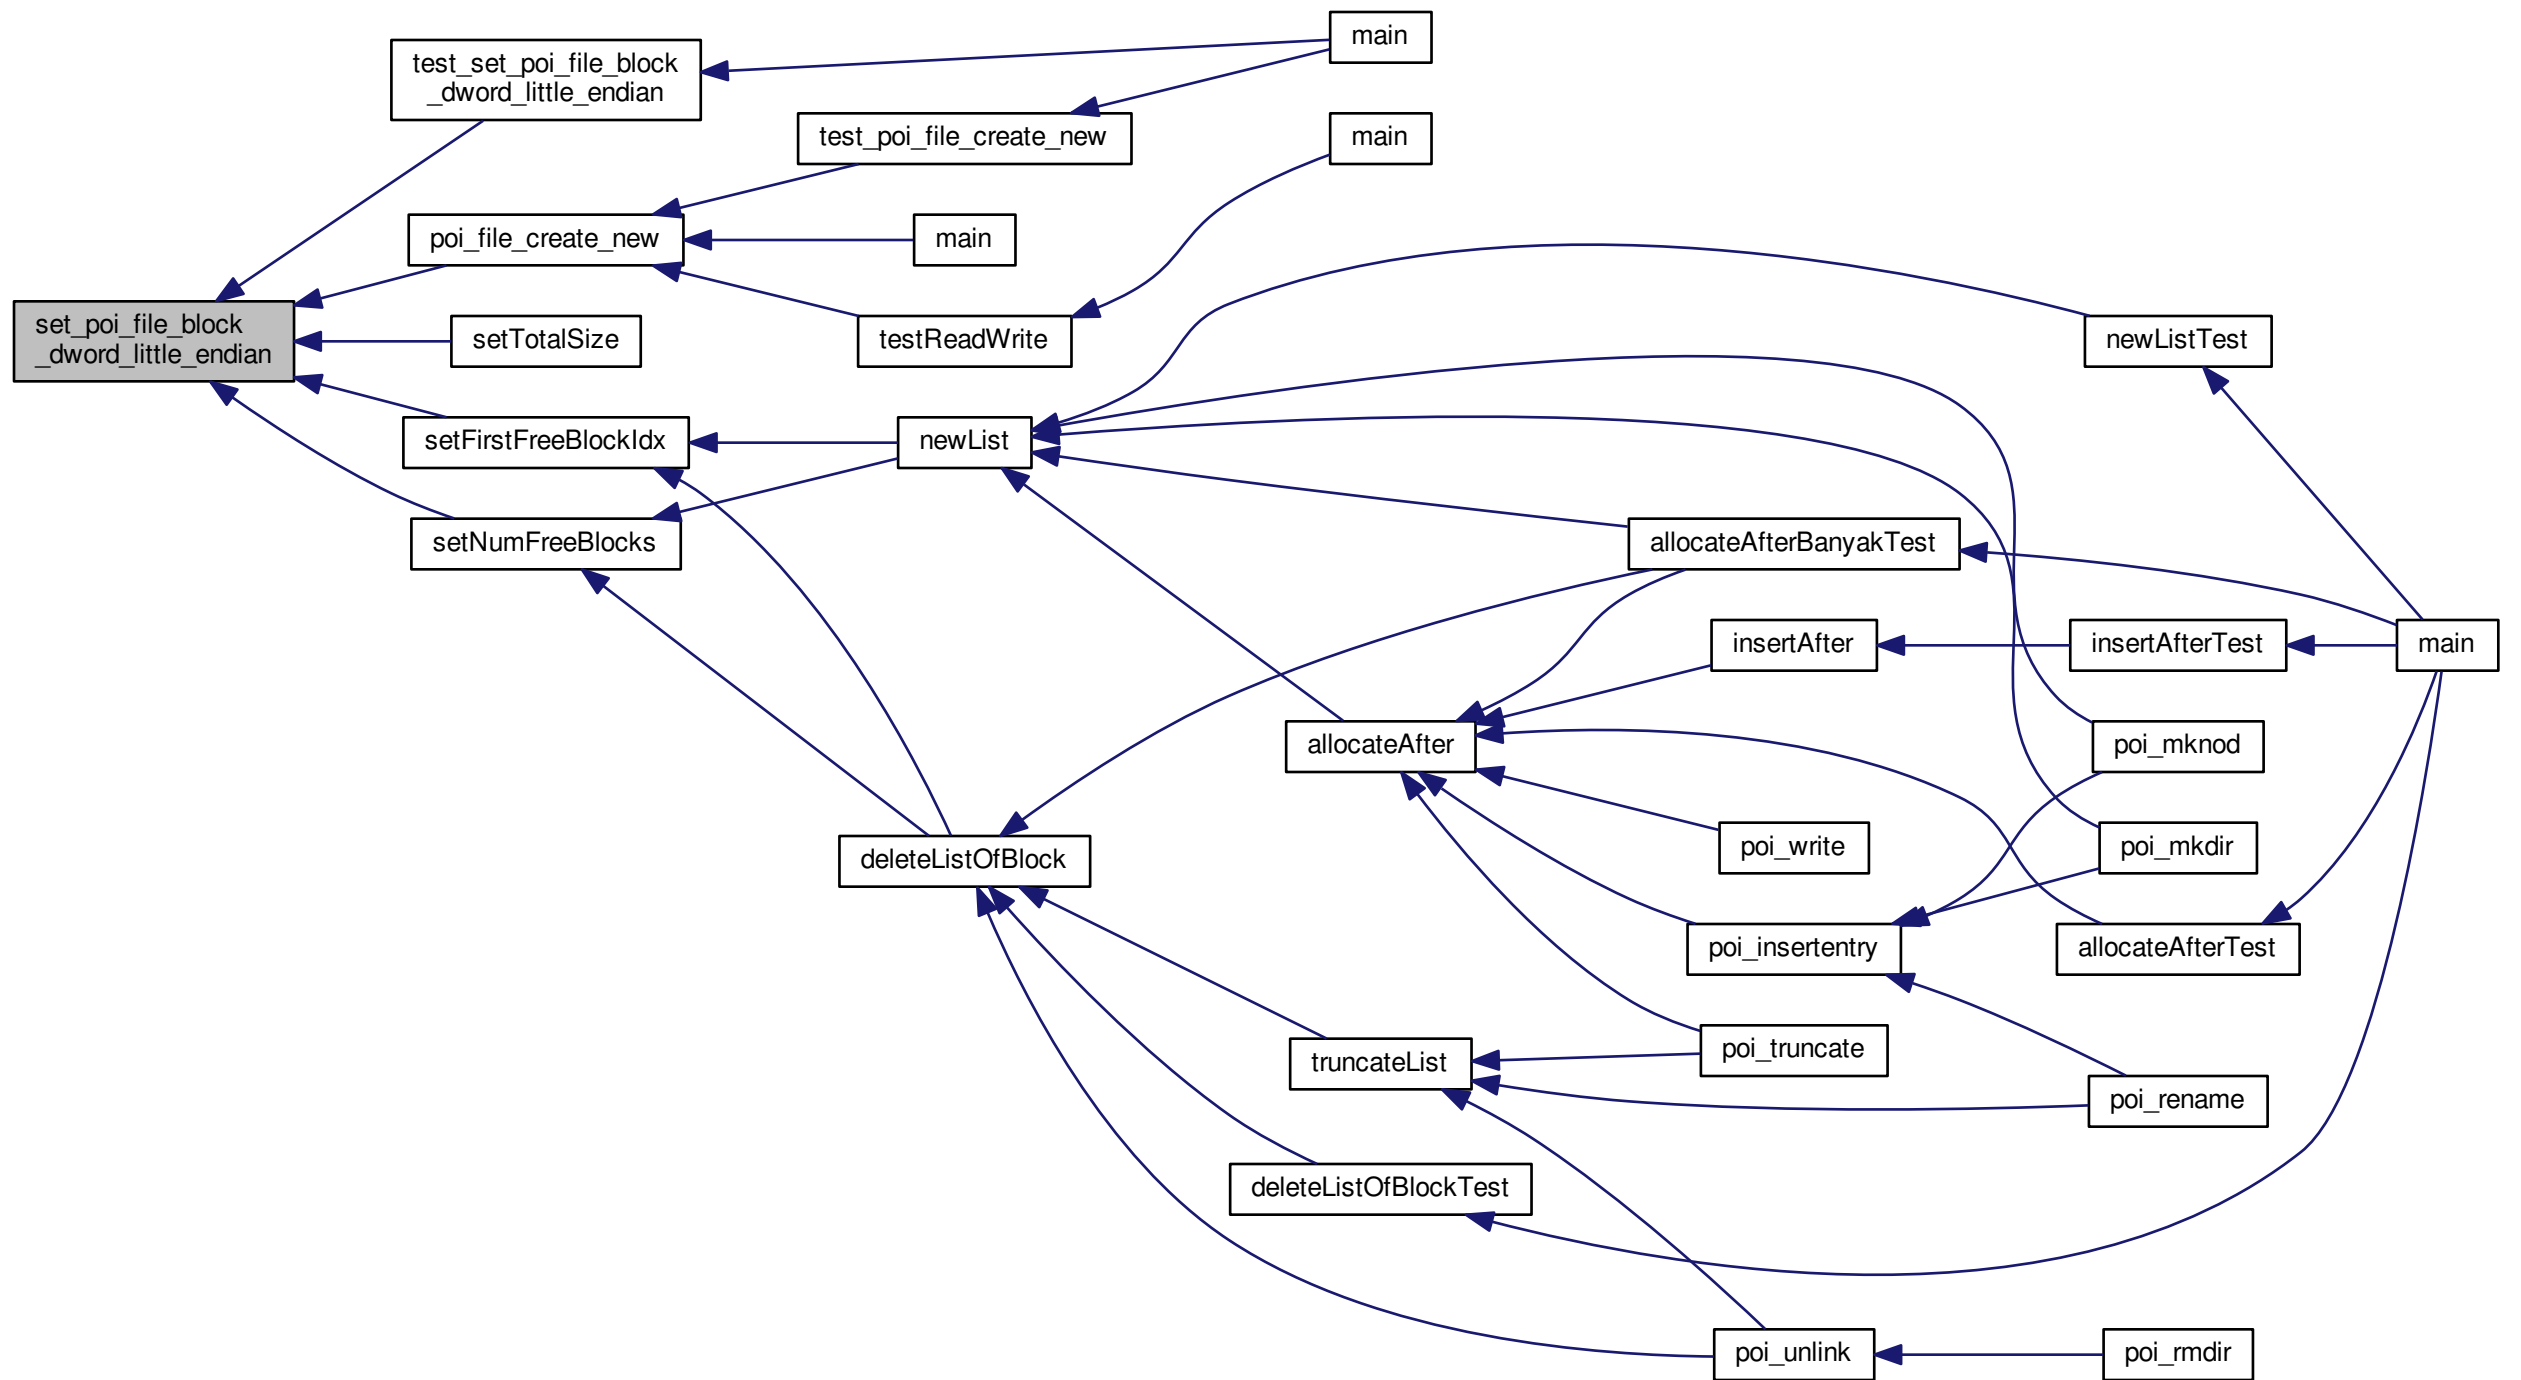 main
test_set_poi_file_block
_dword_little_endian
test_poi_file_create_new
main
poi_file_create_new
main
set_poi_file_block
_dword_little_endian
setTotalSize
testReadWrite
newListTest
setFirstFreeBlockIdx
newList
setNumFreeBlocks
allocateAfterBanyakTest
insertAfter
insertAfterTest
main
allocateAfter
poi_mknod
deleteListOfBlock
poi_write
poi_mkdir
poi_insertentry
allocateAfterTest
truncateList
poi_truncate
poi_rename
deleteListOfBlockTest
poi_unlink
poi_rmdir